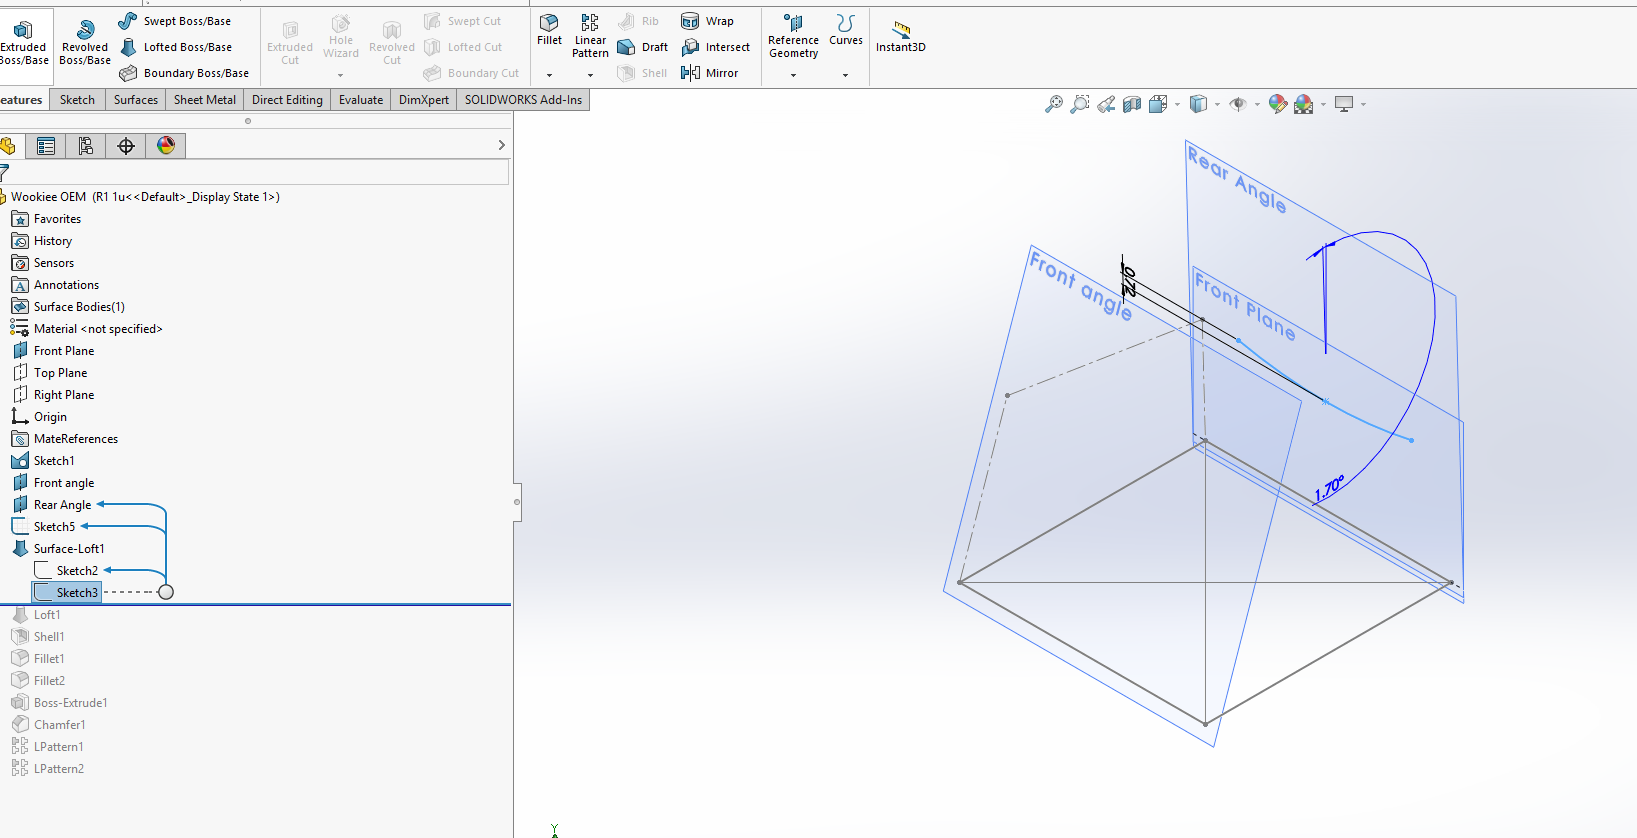 Extruded Boss/Base
Revolved Boss/Base
Swept Boss/Base
Lofted Boss/Base
Boundary Boss/Base
Extruded Cut
Hole Wizard
Revolved Cut
Swept Cut
Lofted Cut
Boundary Cut
Fillet
Linear Pattern
Rib
Draft
Shell
Wrap
Intersect
Mirror
Reference Geometry
Curves
Instant3D
eatures
Sketch
Surfaces
Sheet Metal
Direct Editing
Evaluate
DimXpert
SOLIDWORKS Add-Ins
Wookiee OEM (R1 1u<<Default>_Display State 1>)
Favorites
History
Sensors
Annotations
Surface Bodies(1)
Material <not specified>
Front Plane
Top Plane
Right Plane
Origin
MateReferences
Sketch1
Front angle
Rear Angle
Sketch5
Surface-Loft1
Sketch2
Sketch3
Loft1
Shell1
Fillet1
Fillet2
Boss-Extrude1
Chamfer1
LPattern1
LPattern2
Rear Angle
Front angle
Front Plane
1.70°
Y